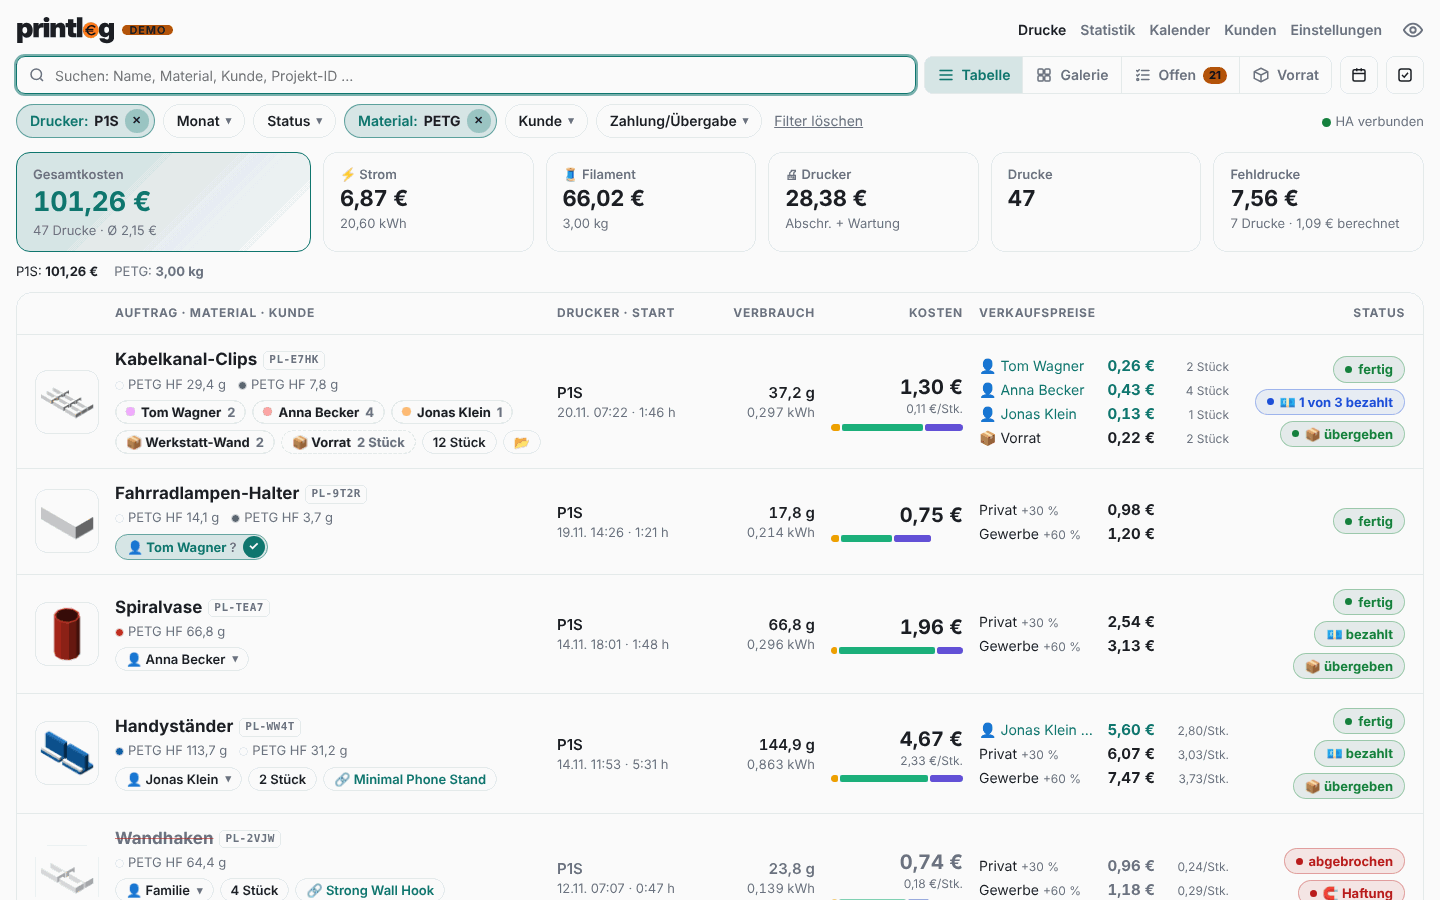 printl€g DEMO
Drucke Statistik Kalender Kunden Einstellungen
Suchen: Name, Material, Kunde, Projekt-ID ...
Tabelle Galerie Offen 21 Vorrat
Drucker: P1S × Monat ▾ Status ▾ Material: PETG × Kunde ▾ Zahlung/Übergabe ▾ Filter löschen
HA verbunden
Gesamtkosten
101,26 €
47 Drucke · Ø 2,15 €
⚡ Strom
6,87 €
20,60 kWh
🧵 Filament
66,02 €
3,00 kg
🖨 Drucker
28,38 €
Abschr. + Wartung
Drucke
47
Fehldrucke
7,56 €
7 Drucke · 1,09 € berechnet
P1S: 101,26 € PETG: 3,00 kg
AUFTRAG · MATERIAL · KUNDE DRUCKER · START VERBRAUCH KOSTEN VERKAUFSPREISE STATUS
Kabelkanal-Clips PL-E7HK
PETG HF 29,4 g PETG HF 7,8 g
Tom Wagner 2 Anna Becker 4 Jonas Klein 1
📦 Werkstatt-Wand 2 📦 Vorrat 2 Stück 12 Stück 📂
P1S
20.11. 07:22 · 1:46 h
37,2 g
0,297 kWh
1,30 €
0,11 €/Stk.
👤 Tom Wagner 0,26 € 2 Stück
👤 Anna Becker 0,43 € 4 Stück
👤 Jonas Klein 0,13 € 1 Stück
📦 Vorrat 0,22 € 2 Stück
fertig
💶 1 von 3 bezahlt
📦 übergeben
Fahrradlampen-Halter PL-9T2R
PETG HF 14,1 g PETG HF 3,7 g
👤 Tom Wagner ? ✓
P1S
19.11. 14:26 · 1:21 h
17,8 g
0,214 kWh
0,75 €
Privat +30 % 0,98 €
Gewerbe +60 % 1,20 €
fertig
Spiralvase PL-TEA7
PETG HF 66,8 g
👤 Anna Becker ▾
P1S
14.11. 18:01 · 1:48 h
66,8 g
0,296 kWh
1,96 €
Privat +30 % 2,54 €
Gewerbe +60 % 3,13 €
fertig
💶 bezahlt
📦 übergeben
Handyständer PL-WW4T
PETG HF 113,7 g PETG HF 31,2 g
👤 Jonas Klein ▾ 2 Stück 🔗 Minimal Phone Stand
P1S
14.11. 11:53 · 5:31 h
144,9 g
0,863 kWh
4,67 €
2,33 €/Stk.
👤 Jonas Klein ... 5,60 € 2,80/Stk.
Privat +30 % 6,07 € 3,03/Stk.
Gewerbe +60 % 7,47 € 3,73/Stk.
fertig
💶 bezahlt
📦 übergeben
Wandhaken PL-2VJW
PETG HF 64,4 g
👤 Familie ▾ 4 Stück 🔗 Strong Wall Hook
P1S
12.11. 07:07 · 0:47 h
23,8 g
0,139 kWh
0,74 €
0,18 €/Stk.
Privat +30 % 0,96 € 0,24/Stk.
Gewerbe +60 % 1,18 € 0,29/Stk.
abgebrochen
🧲 Haftung